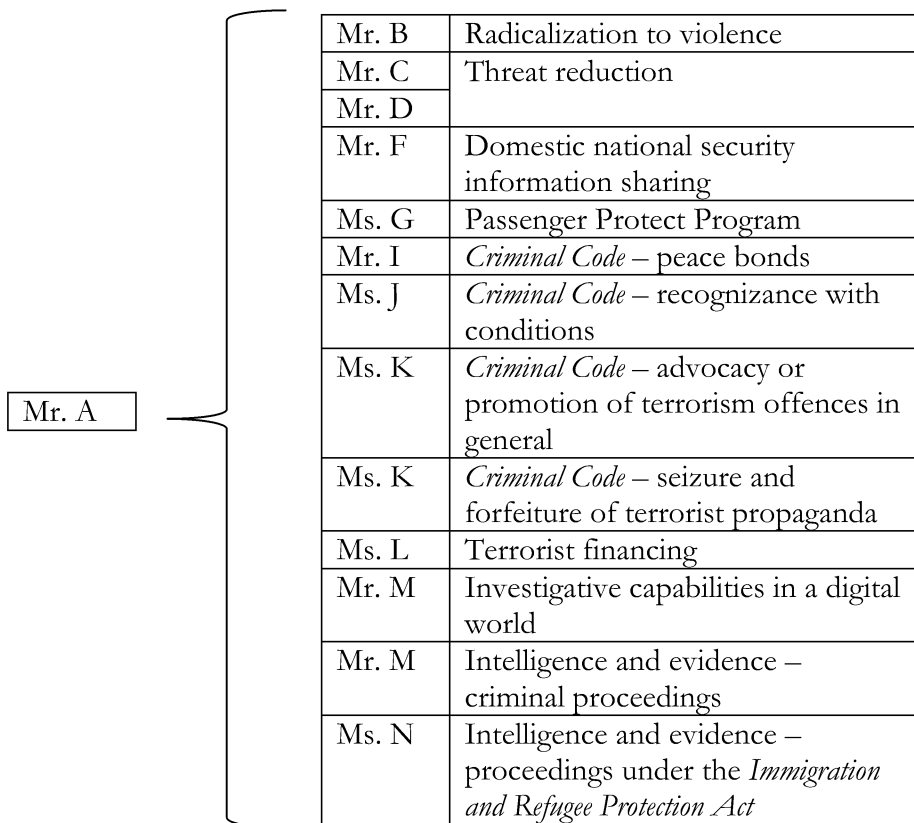 Mr. B Radicalization to violence
Mr. C Threat reduction
Mr. D
Mr. F Domestic national security
information sharing
Ms. G Passenger Protect Program
Mr. I Criminal Code – peace bonds
Ms. J Criminal Code – recognizance with
conditions
Ms. K Criminal Code – advocacy or
promotion of terrorism offences in
general
Mr. A
Ms. K Criminal Code – seizure and
forfeiture of terrorist propaganda
Ms. L Terrorist financing
Mr. M Investigative capabilities in a digital
world
Mr. M Intelligence and evidence –
criminal proceedings
Ms. N Intelligence and evidence –
proceedings under the Immigration
and Refugee Protection Act